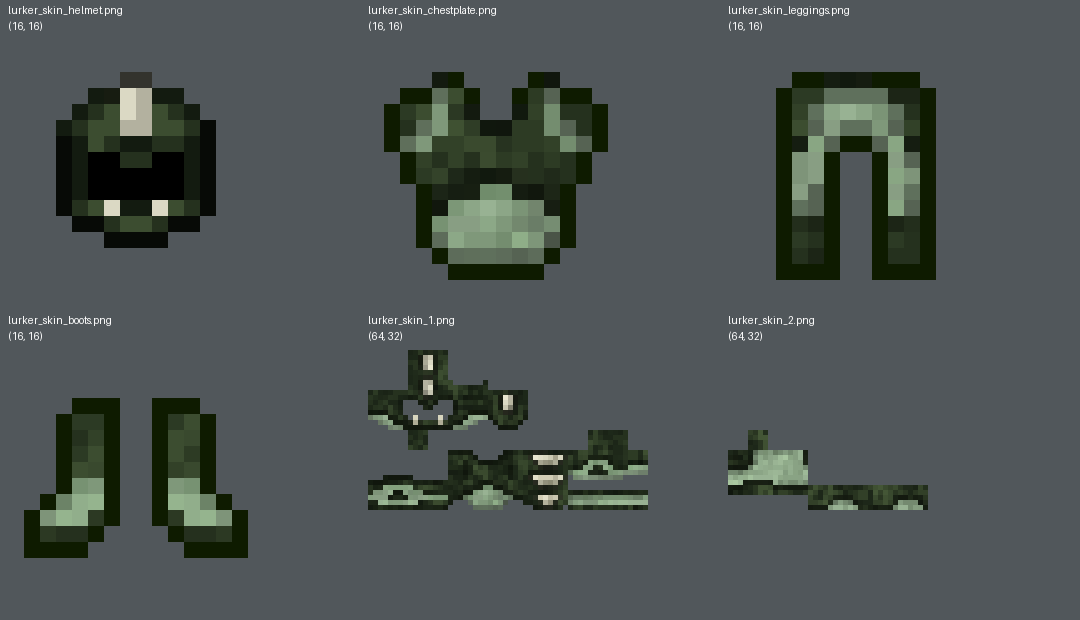 lurker_skin_helmet.png
(16, 16)
lurker_skin_chestplate.png
(16, 16)
lurker_skin_leggings.png
(16, 16)
lurker_skin_boots.png
(16, 16)
lurker_skin_1.png
(64, 32)
lurker_skin_2.png
(64, 32)